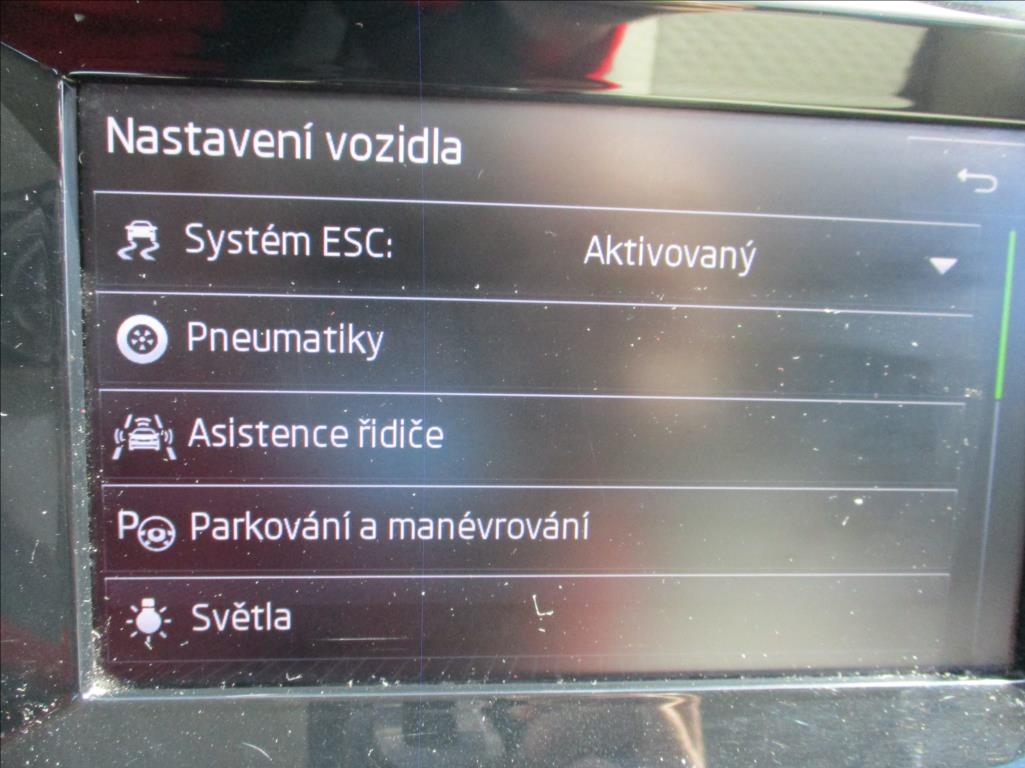 Nastavení vozidla
Systém ESC: Aktivovaný
Pneumatiky
Asistence řidiče
P Parkování a manévrování
Světla